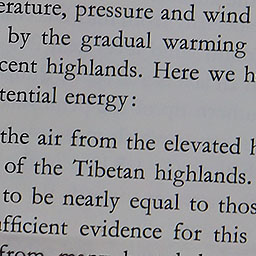 erature, pressure and wind
by the gradual warming
cent highlands. Here we h
tential energy:
the air from the elevated h
of the Tibetan highlands.
to be nearly equal to thos
fficient evidence for this
from